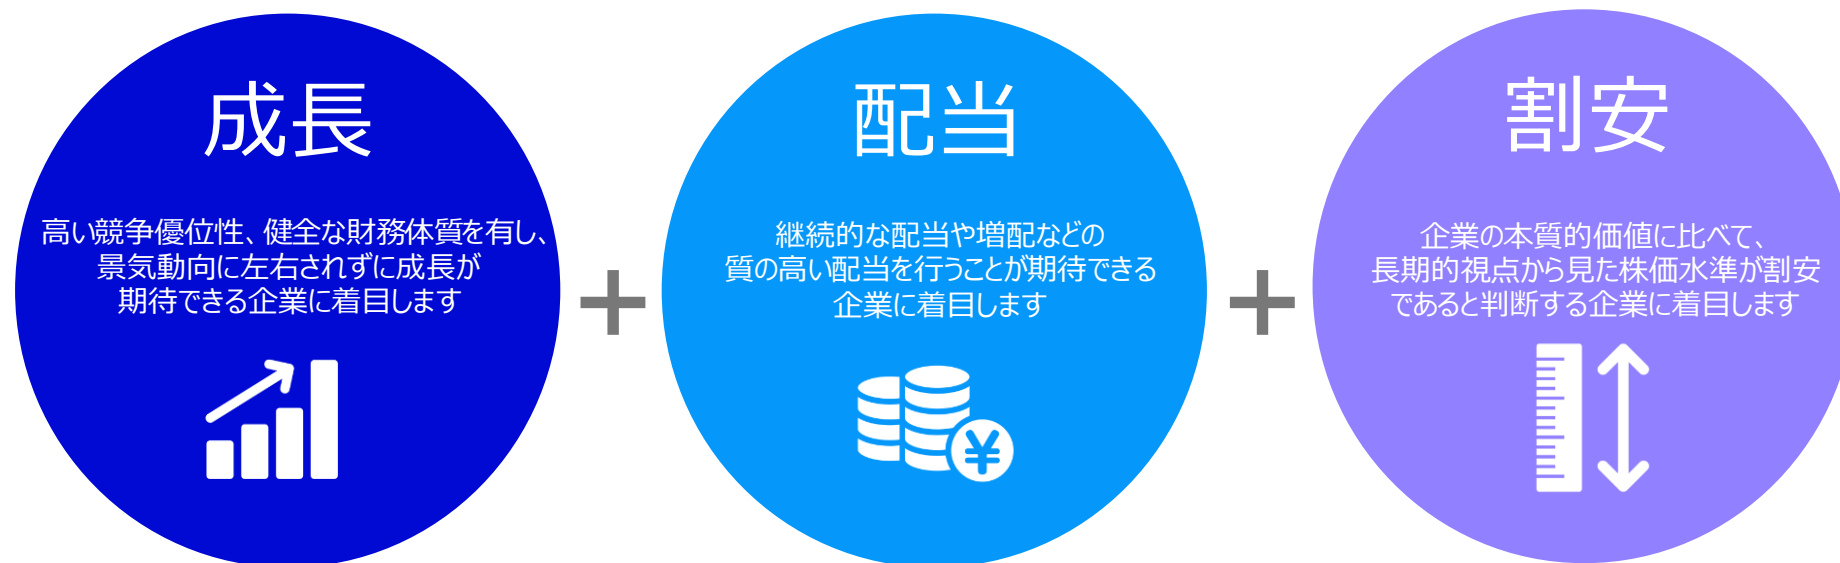 成長
高い競争優位性、健全な財務体質を有し、
景気動向に左右されずに成長が
期待できる企業に着目します
+
配当
継続的な配当や増配などの
質の高い配当を行うことが期待できる
企業に着目します
¥
+
割安
企業の本質的価値に比べて、
長期的視点から見た株価水準が割安
であると判断する企業に着目します